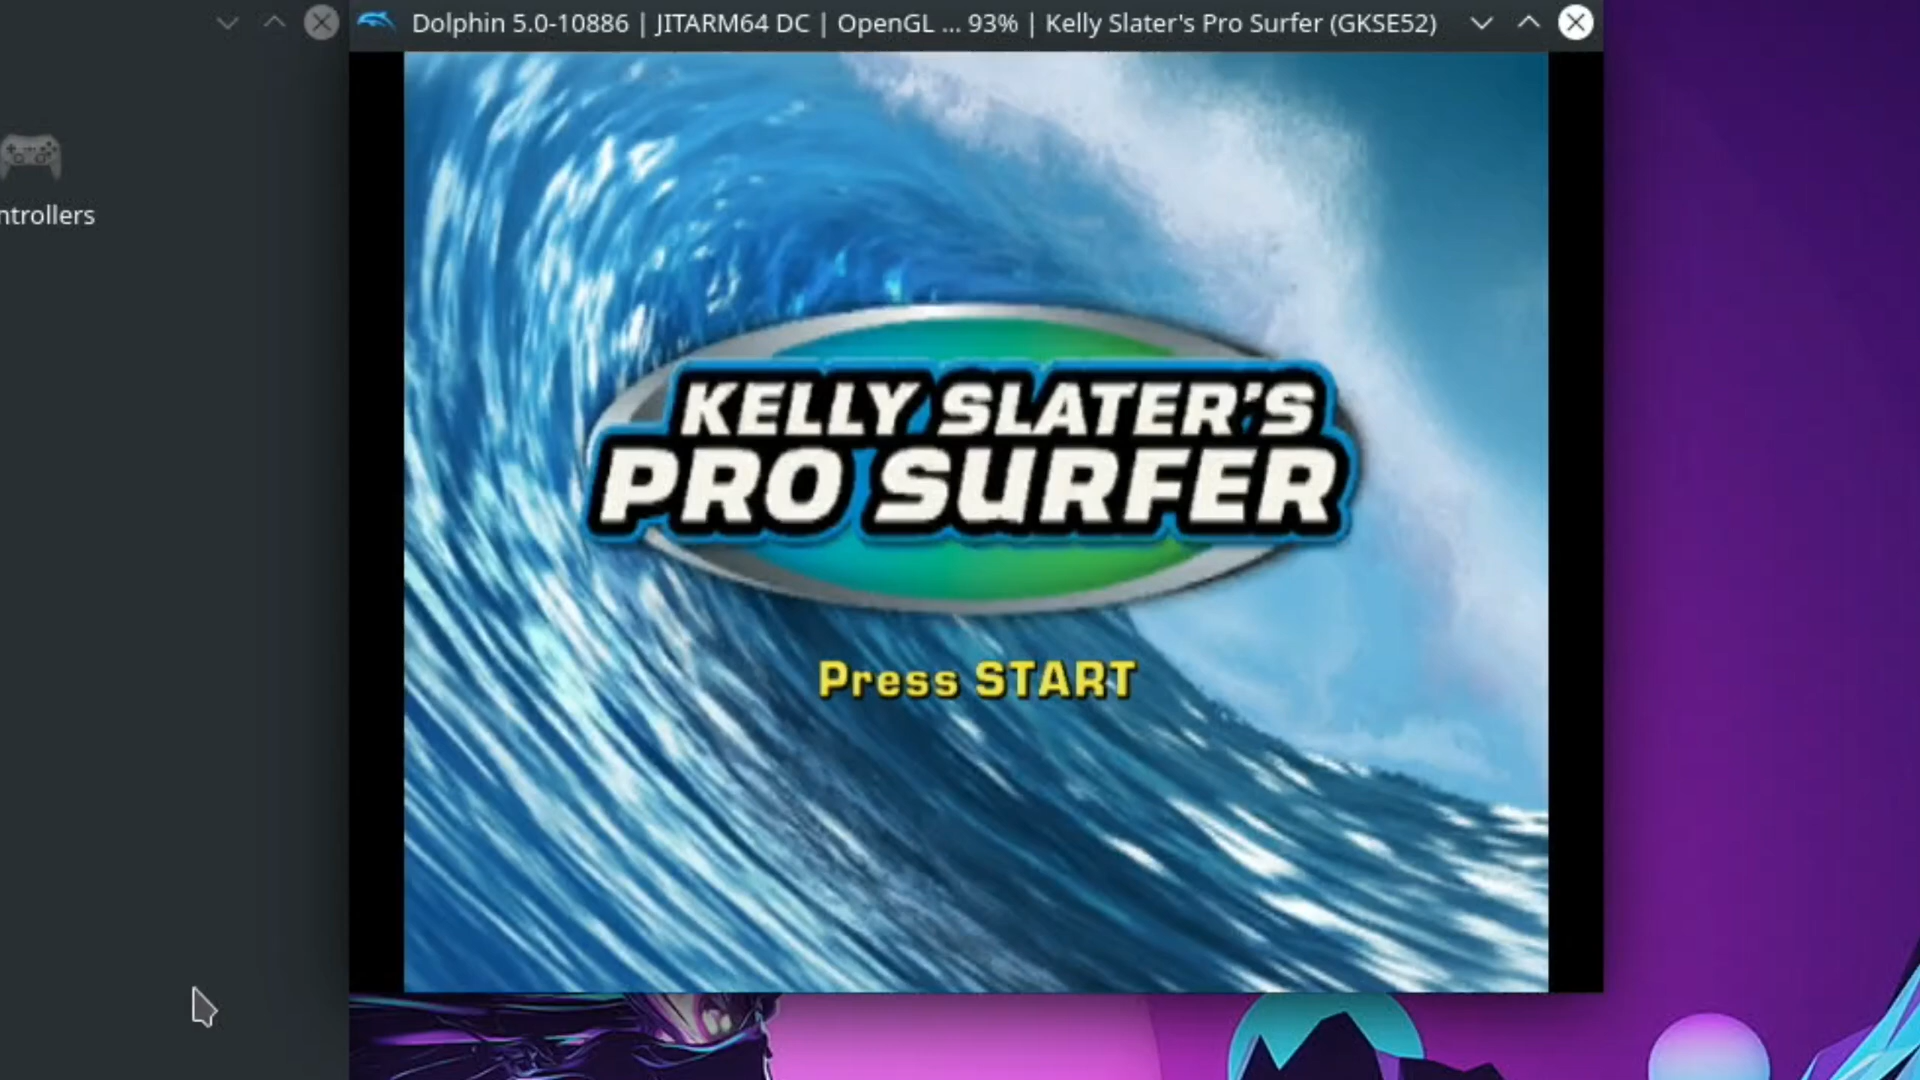 Dolphin 5.0-10886 | JITARM64 DC | OpenGL ... 93% | Kelly Slater's Pro Surfer (GKSE52)
ntrollers
KELLY SLATER'S
PRO SURFER
Press START